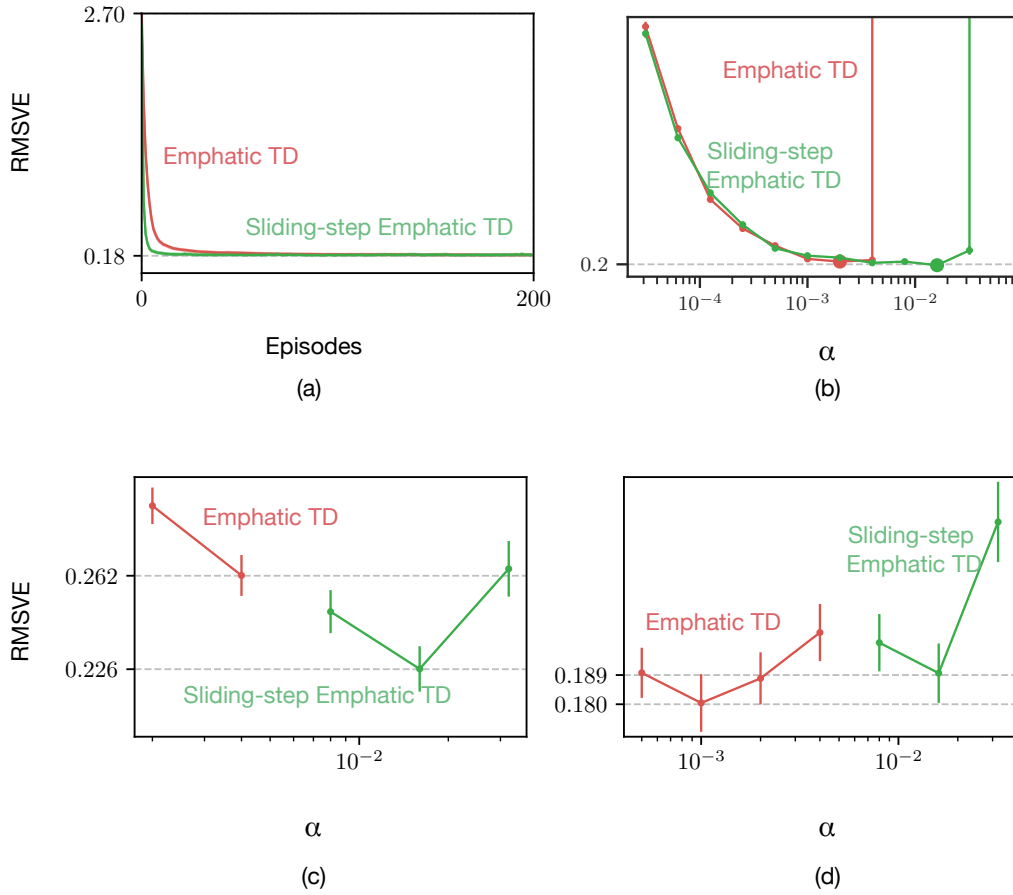 2.70
RMSVE
Emphatic TD
Sliding-step Emphatic TD
0.18
0
200
Episodes
(a)
Emphatic TD
Sliding-step
Emphatic TD
0.2
10⁻⁴
10⁻³
10⁻²
α
(b)
RMSVE
Emphatic TD
0.262
0.226
Sliding-step Emphatic TD
10⁻²
α
(c)
Sliding-step
Emphatic TD
Emphatic TD
0.189
0.180
10⁻³
10⁻²
α
(d)